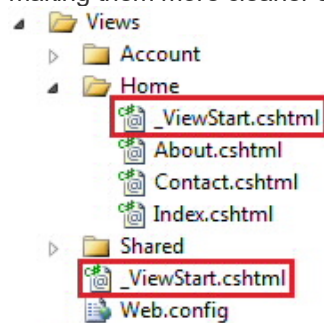 Views
Account
Home
_ViewStart.cshtml
About.cshtml
Contact.cshtml
Index.cshtml
Shared
_ViewStart.cshtml
Web.config